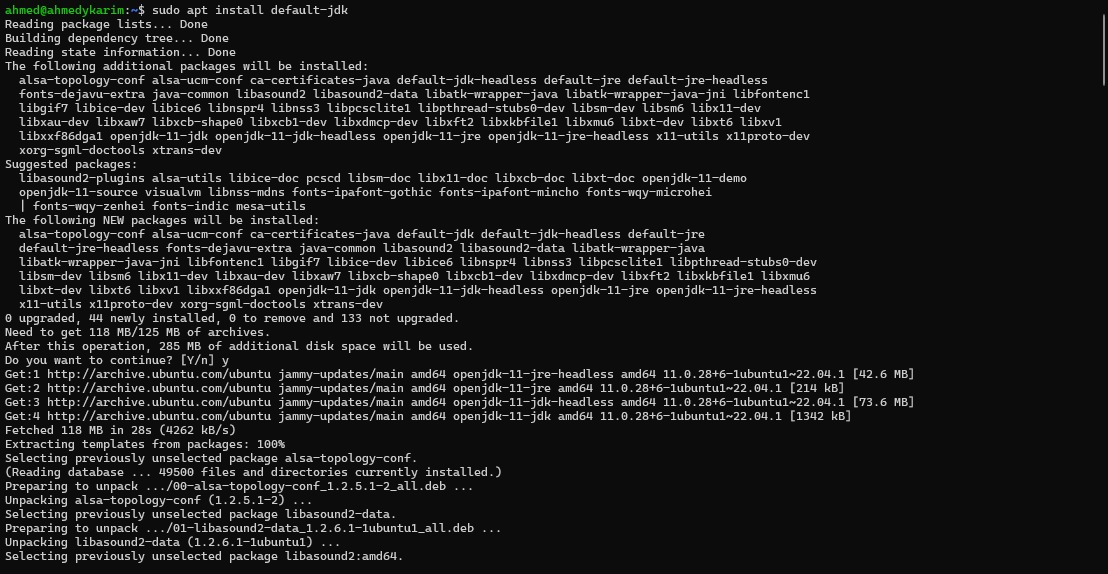 ahmed@ahmedykarim:~$ sudo apt install default-jdk
Reading package lists... Done
Building dependency tree... Done
Reading state information... Done
The following additional packages will be installed:
  alsa-topology-conf alsa-ucm-conf ca-certificates-java default-jdk-headless default-jre default-jre-headless
  fonts-dejavu-extra java-common libasound2 libasound2-data libatk-wrapper-java libatk-wrapper-java-jni libfontenc1
  libgif7 libice-dev libice6 libnspr4 libnss3 libpcsclite1 libpthread-stubs0-dev libsm-dev libsm6 libx11-dev
  libxau-dev libxaw7 libxcb-shape0 libxcb1-dev libxdmcp-dev libxft2 libxkbfile1 libxmu6 libxt-dev libxt6 libxv1
  libxxf86dga1 openjdk-11-jdk openjdk-11-jdk-headless openjdk-11-jre openjdk-11-jre-headless x11-utils x11proto-dev
  xorg-sgml-doctools xtrans-dev
Suggested packages:
  libasound2-plugins alsa-utils libice-doc pcscd libsm-doc libx11-doc libxcb-doc libxt-doc openjdk-11-demo
  openjdk-11-source visualvm libnss-mdns fonts-ipafont-gothic fonts-ipafont-mincho fonts-wqy-microhei
  | fonts-wqy-zenhei fonts-indic mesa-utils
The following NEW packages will be installed:
  alsa-topology-conf alsa-ucm-conf ca-certificates-java default-jdk default-jdk-headless default-jre
  default-jre-headless fonts-dejavu-extra java-common libasound2 libasound2-data libatk-wrapper-java
  libatk-wrapper-java-jni libfontenc1 libgif7 libice-dev libice6 libnspr4 libnss3 libpcsclite1 libpthread-stubs0-dev
  libsm-dev libsm6 libx11-dev libxau-dev libxaw7 libxcb-shape0 libxcb1-dev libxdmcp-dev libxft2 libxkbfile1 libxmu6
  libxt-dev libxt6 libxv1 libxxf86dga1 openjdk-11-jdk openjdk-11-jdk-headless openjdk-11-jre openjdk-11-jre-headless
  x11-utils x11proto-dev xorg-sgml-doctools xtrans-dev
0 upgraded, 44 newly installed, 0 to remove and 133 not upgraded.
Need to get 118 MB/125 MB of archives.
After this operation, 285 MB of additional disk space will be used.
Do you want to continue? [Y/n] y
Get:1 http://archive.ubuntu.com/ubuntu jammy-updates/main amd64 openjdk-11-jre-headless amd64 11.0.28+6-1ubuntu1~22.04.1 [42.6 MB]
Get:2 http://archive.ubuntu.com/ubuntu jammy-updates/main amd64 openjdk-11-jre amd64 11.0.28+6-1ubuntu1~22.04.1 [214 kB]
Get:3 http://archive.ubuntu.com/ubuntu jammy-updates/main amd64 openjdk-11-jdk-headless amd64 11.0.28+6-1ubuntu1~22.04.1 [73.6 MB]
Get:4 http://archive.ubuntu.com/ubuntu jammy-updates/main amd64 openjdk-11-jdk amd64 11.0.28+6-1ubuntu1~22.04.1 [1342 kB]
Fetched 118 MB in 28s (4262 kB/s)
Extracting templates from packages: 100%
Selecting previously unselected package alsa-topology-conf.
(Reading database ... 49500 files and directories currently installed.)
Preparing to unpack .../00-alsa-topology-conf_1.2.5.1-2_all.deb ...
Unpacking alsa-topology-conf (1.2.5.1-2) ...
Selecting previously unselected package libasound2-data.
Preparing to unpack .../01-libasound2-data_1.2.6.1-1ubuntu1_all.deb ...
Unpacking libasound2-data (1.2.6.1-1ubuntu1) ...
Selecting previously unselected package libasound2:amd64.